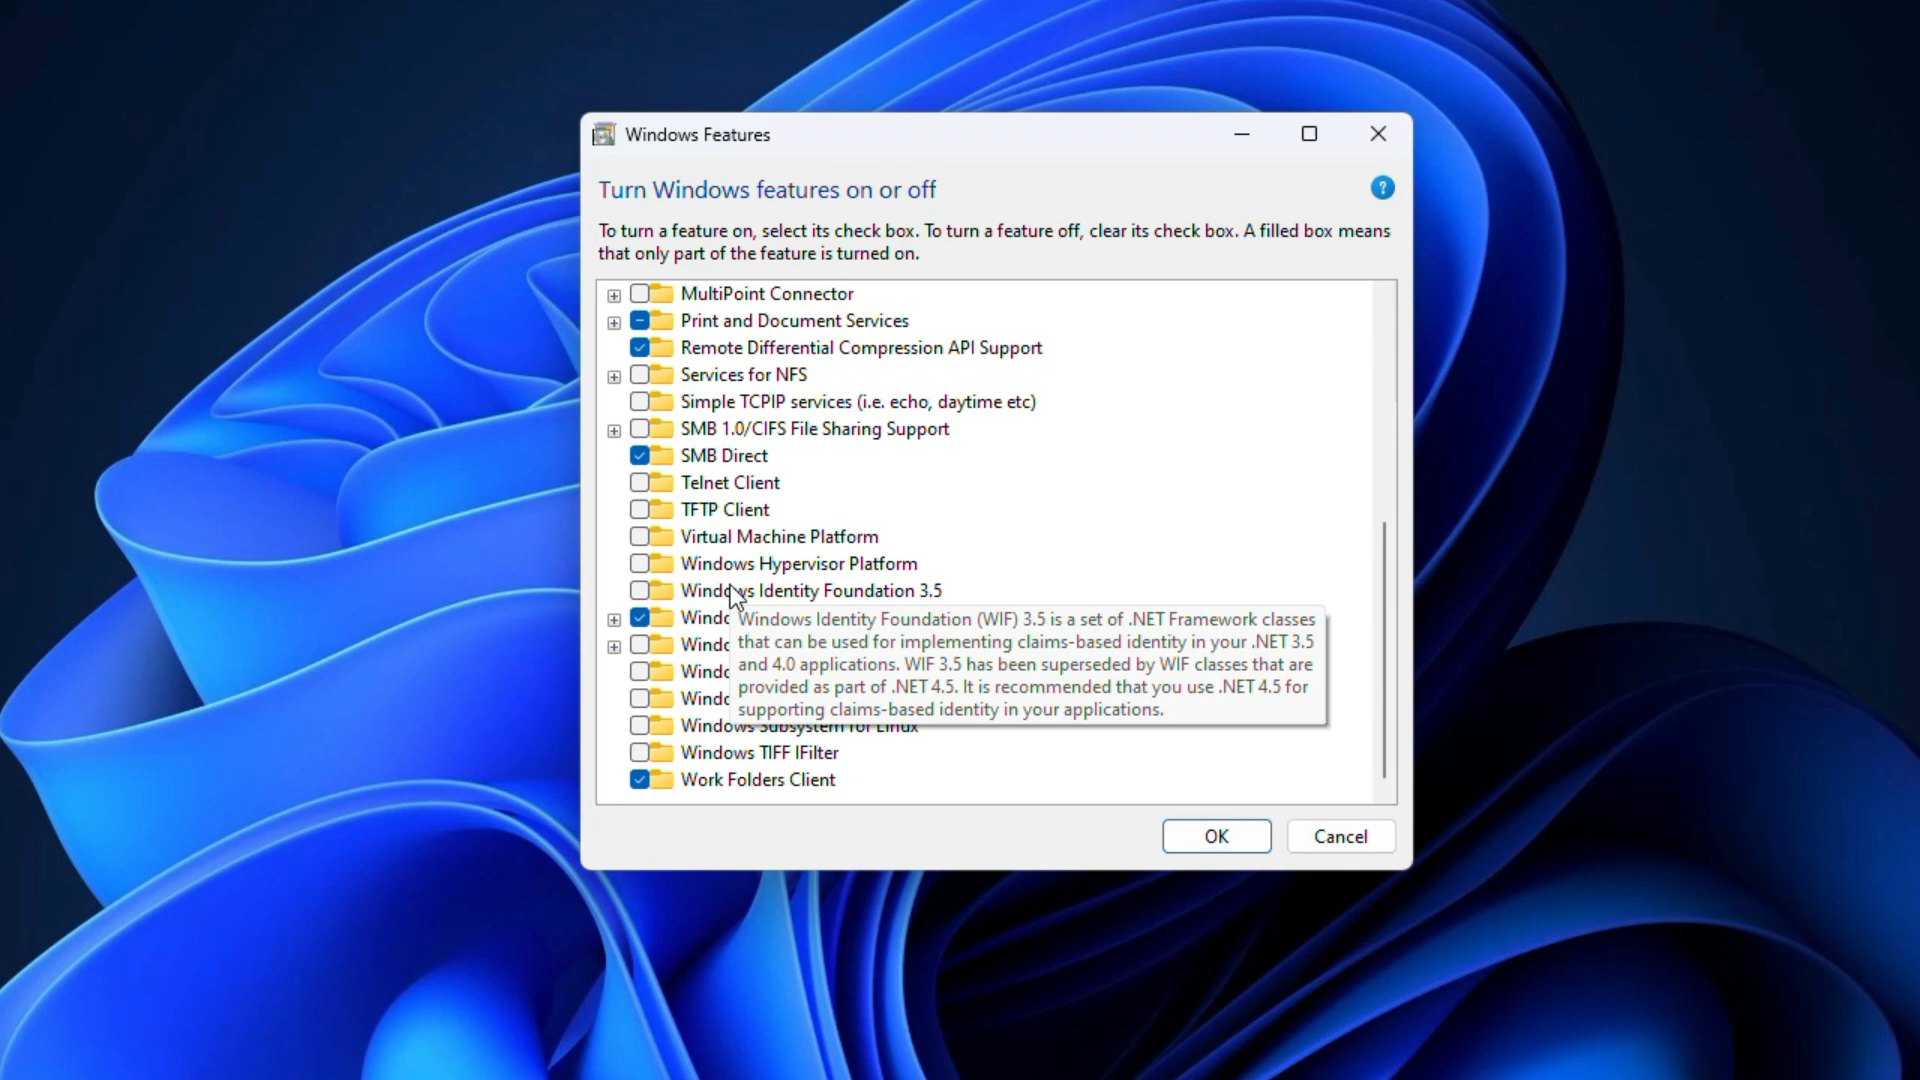 Windows Features
Turn Windows features on or off
?
To turn a feature on, select its check box. To turn a feature off, clear its check box. A filled box means
that only part of the feature is turned on.
MultiPoint Connector
Print and Document Services
Remote Differential Compression API Support
Services for NFS
Simple TCPIP services (i.e. echo, daytime etc)
SMB 1.0/CIFS File Sharing Support
SMB Direct
Telnet Client
TFTP Client
Virtual Machine Platform
Windows Hypervisor Platform
Windows Identity Foundation 3.5
Windows Identity Foundation (WIF) 3.5 is a set of .NET Framework classes
that can be used for implementing claims-based identity in your .NET 3.5
and 4.0 applications. WIF 3.5 has been superseded by WIF classes that are
provided as part of .NET 4.5. It is recommended that you use .NET 4.5 for
supporting claims-based identity in your applications.
Windows Subsystem for Linux
Windows TIFF IFilter
Work Folders Client
OK
Cancel